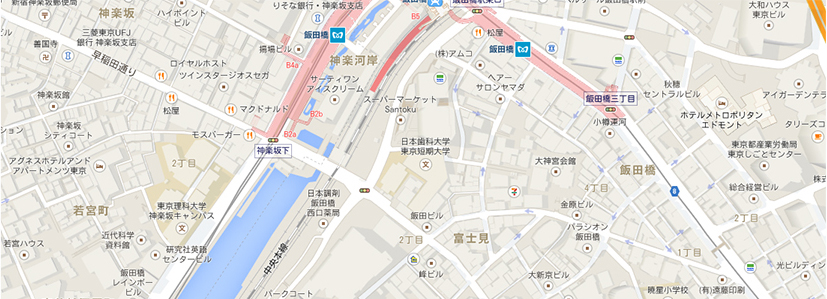 新宿神楽坂郵便局
神楽坂
ハイポイント
ビル
りそな銀行・神楽坂支店
飯田橋
飯田橋駅東口
B5
大和ハウス
東京ビル
三菱東京UFJ
銀行 神楽坂支店
善国寺
早稲田通り
揚場ビル
B4a
飯田橋
神楽河岸
松屋
飯田橋
(株)アムコ
ヘアー
サロンヤマダ
ロイヤルホスト
ツインスタージオスセガ
サーティワン
アイスクリーム
飯田橋三丁目
秋穂
セントラルビル
アイガーデンテラ
神楽坂館
松屋
マクドナルド
B2b
スーパーマーケット
Santoku
小樽運河
ホテルメトロポリタン
エドモント
タリーズコー
神楽坂
シティコート
モスバーガー
B2a
神楽坂下
日本歯科大学
東京短期大学
大神宮会館
飯田橋
東京都産業労働局
東京しごとセンター
アグネスホテルアンド
アパートメンツ東京
2丁目
4丁目
(株)
若宮町
東京理科大学
神楽坂キャンパス
日本調剤
飯田橋
西口薬局
金原ビル
総合経営ビル
近代科学
資料館
飯田ビル
パラシオン
飯田橋
8
若宮ハウス
研究社英語
センタービル
中央本線
2丁目
富士見
1丁目
飯田橋
レインボー
ビル
峰ビル
大新京ビル
光ビルディン
パークコート
暁星小学校
(有)遠藤印刷